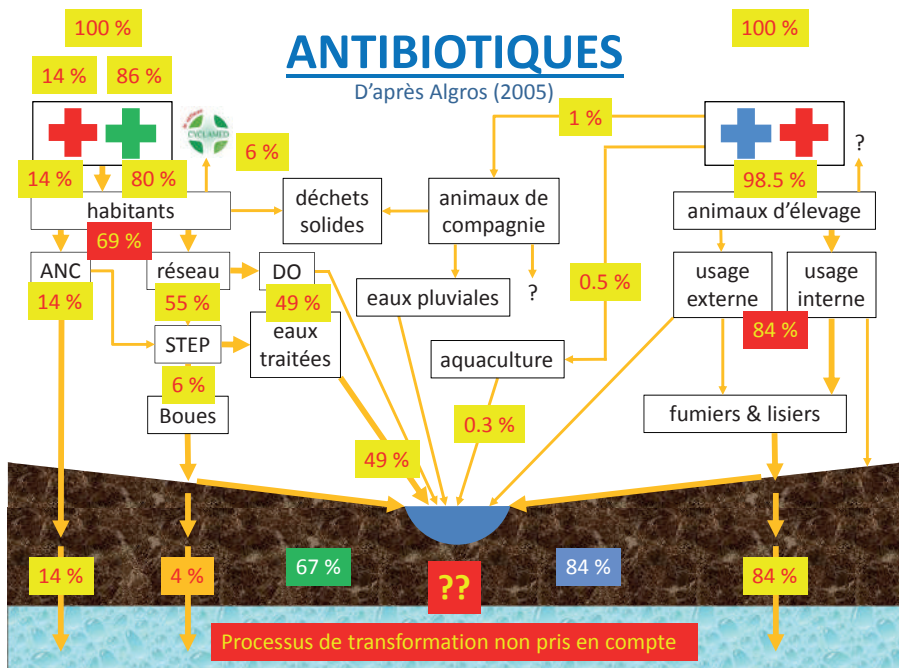 100 %
100 %
ANTIBIOTIQUES
D'après Algros (2005)
14 %
86 %
1 %
CYCLAMED
6 %
?
14 %
80 %
98.5 %
habitants
déchets
solides
animaux de
compagnie
animaux d'élevage
69 %
ANC
réseau
DO
14 %
55 %
49 %
eaux pluviales
?
0.5 %
usage
externe
usage
interne
84 %
STEP
eaux
traitées
aquaculture
6 %
Boues
0.3 %
fumiers & lisiers
49 %
14 %
4 %
67 %
??
84 %
84 %
Processus de transformation non pris en compte